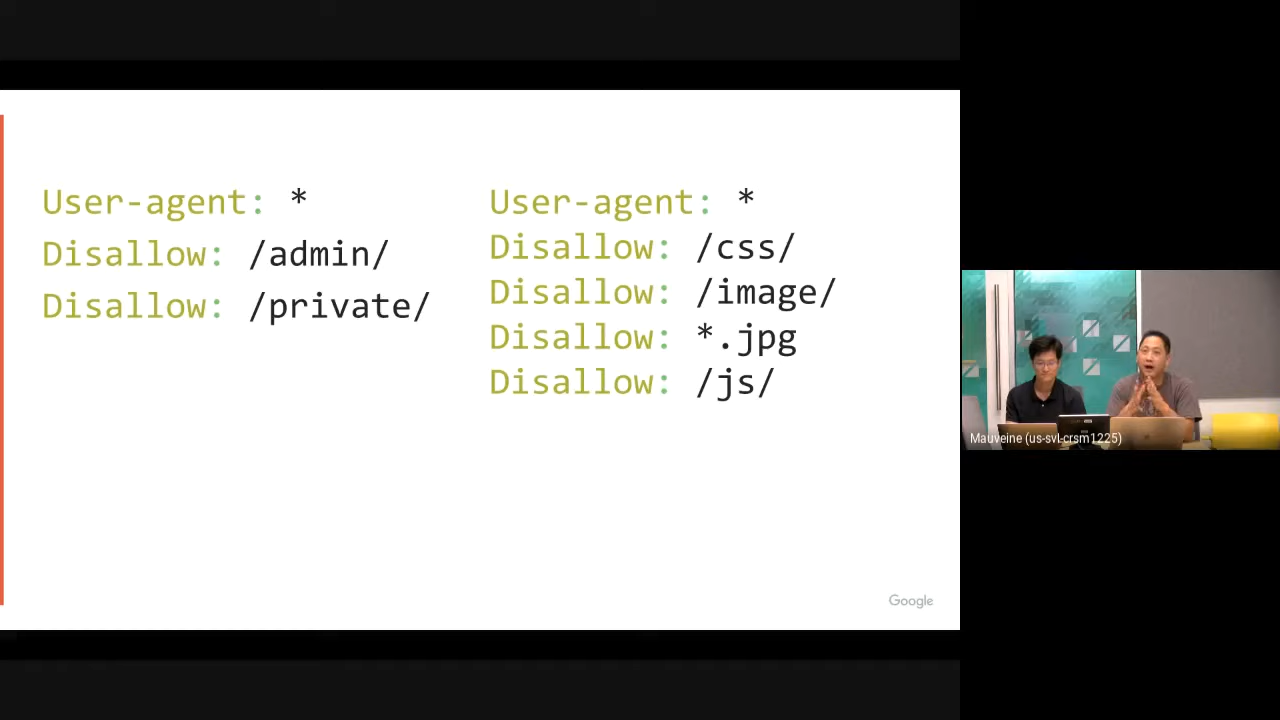 User-agent: *
Disallow: /admin/
Disallow: /private/
User-agent: *
Disallow: /css/
Disallow: /image/
Disallow: *.jpg
Disallow: /js/
Google
Mauveine (us-svl-crsm1225)